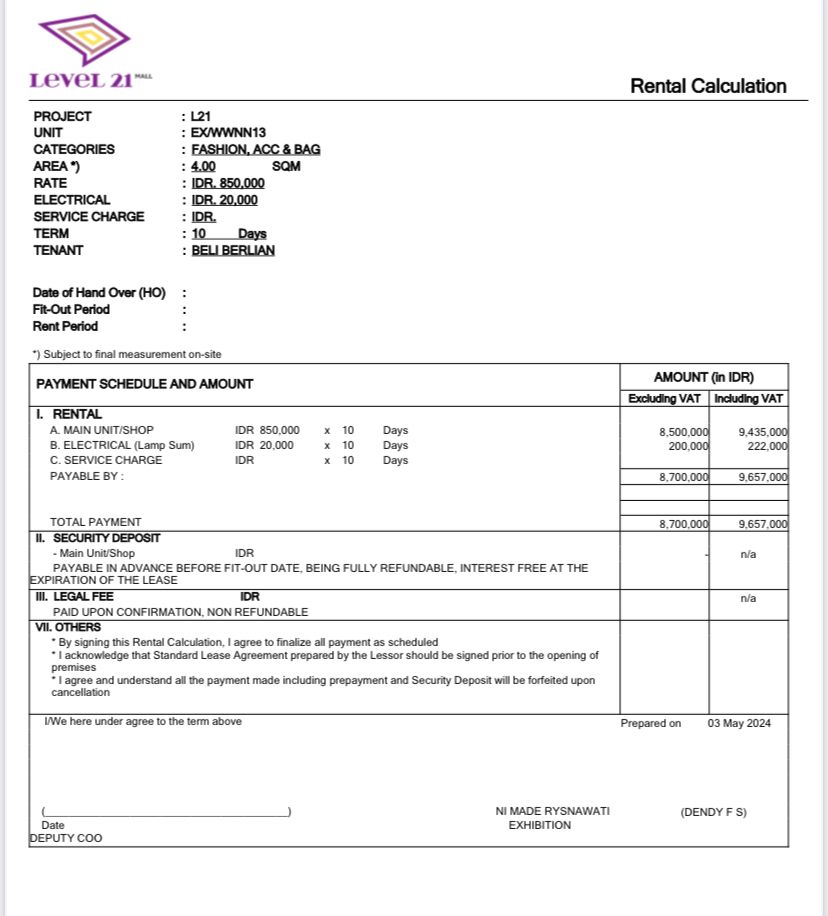 LEVEL 21 MALL
Rental Calculation
PROJECT : L21
UNIT : EX/WWNN13
CATEGORIES : FASHION, ACC & BAG
AREA *) : 4.00 SQM
RATE : IDR. 850,000
ELECTRICAL : IDR. 20,000
SERVICE CHARGE : IDR.
TERM : 10 Days
TENANT : BELI BERLIAN
Date of Hand Over (HO) :
Fit-Out Period :
Rent Period :
*) Subject to final measurement on-site
PAYMENT SCHEDULE AND AMOUNT AMOUNT (in IDR)
Excluding VAT Including VAT
I. RENTAL
A. MAIN UNIT/SHOP IDR 850,000 x 10 Days 8,500,000 9,435,000
B. ELECTRICAL (Lamp Sum) IDR 20,000 x 10 Days 200,000 222,000
C. SERVICE CHARGE IDR x 10 Days
PAYABLE BY : 8,700,000 9,657,000
TOTAL PAYMENT 8,700,000 9,657,000
II. SECURITY DEPOSIT
- Main Unit/Shop IDR - n/a
PAYABLE IN ADVANCE BEFORE FIT-OUT DATE, BEING FULLY REFUNDABLE, INTEREST FREE AT THE
EXPIRATION OF THE LEASE
III. LEGAL FEE IDR n/a
PAID UPON CONFIRMATION, NON REFUNDABLE
VII. OTHERS
* By signing this Rental Calculation, I agree to finalize all payment as scheduled
* I acknowledge that Standard Lease Agreement prepared by the Lessor should be signed prior to the opening of
premises
* I agree and understand all the payment made including prepayment and Security Deposit will be forfeited upon
cancellation
I/We here under agree to the term above Prepared on 03 May 2024
(________________________________) NI MADE RYSNAWATI (DENDY F S)
Date EXHIBITION
DEPUTY COO